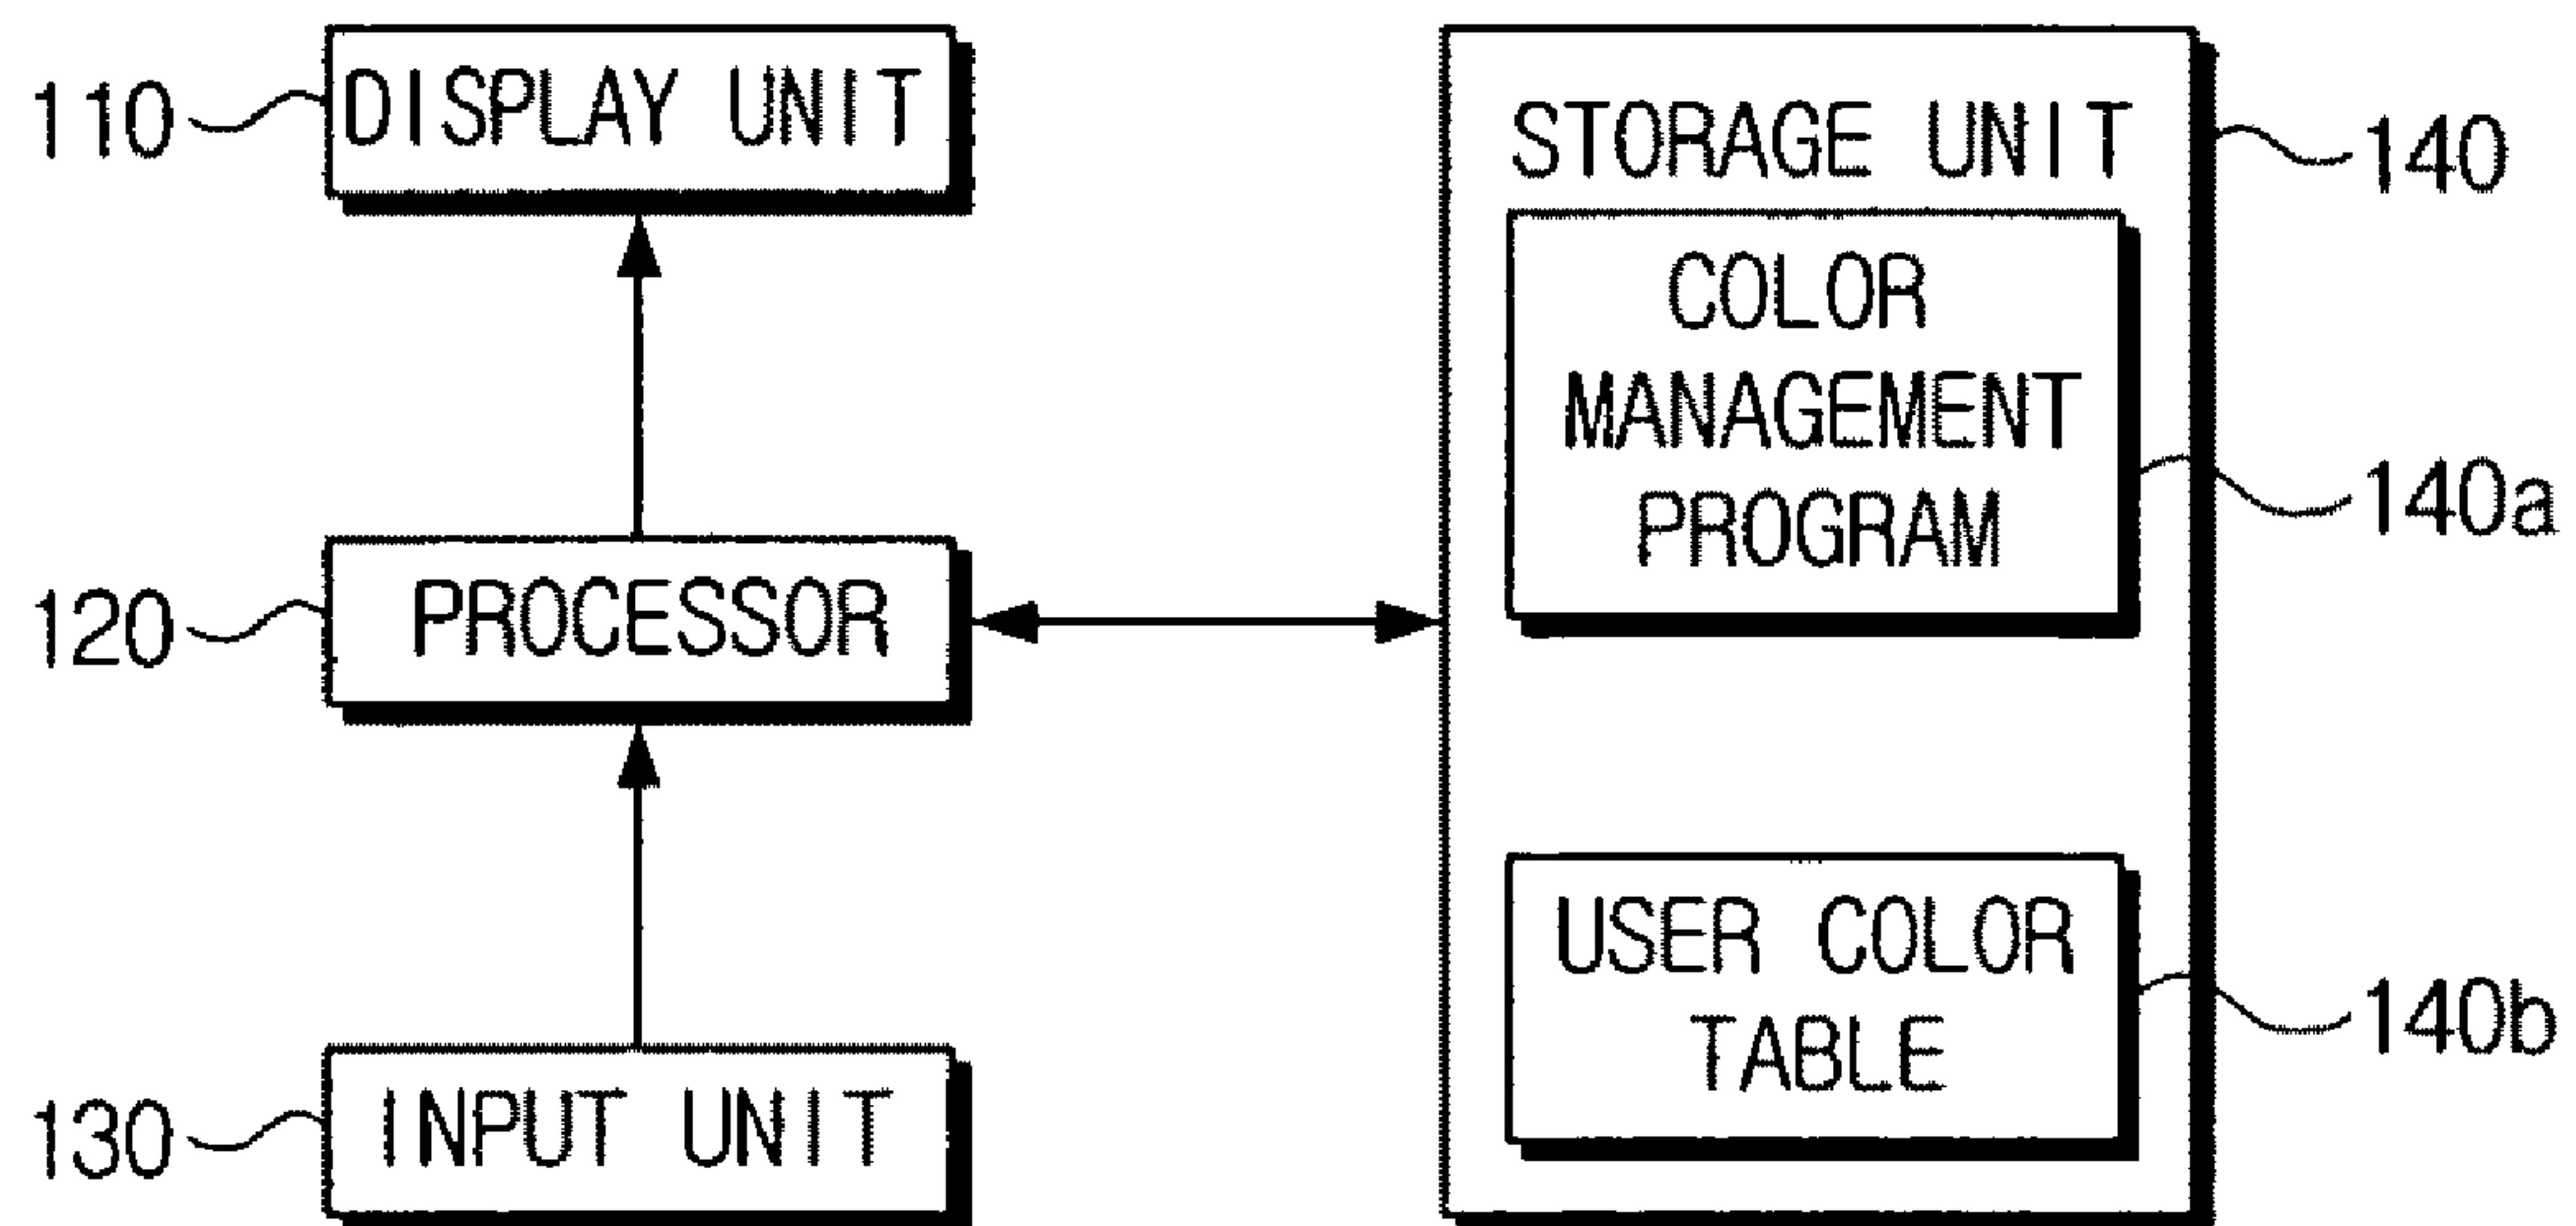 110
DISPLAY UNIT
120
PROCESSOR
130
INPUT UNIT
STORAGE UNIT
140
COLOR
MANAGEMENT
PROGRAM
140a
USER COLOR
TABLE
140b